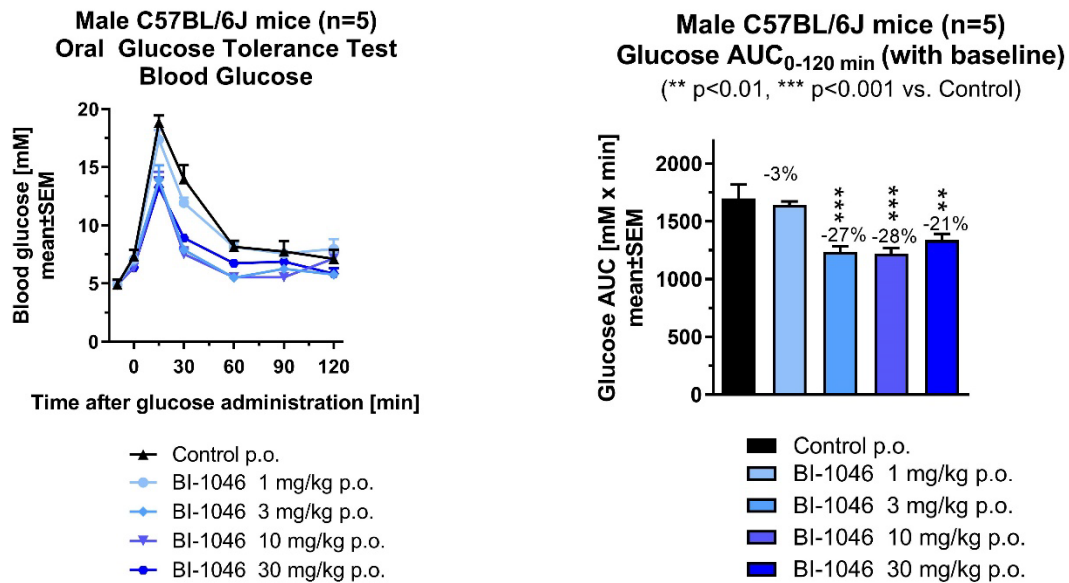 Male C57BL/6J mice (n=5)
Oral Glucose Tolerance Test
Blood Glucose
Blood glucose [mM]
mean±SEM
20
15
10
5
0
0
30
60
90
120
Time after glucose administration [min]
Control p.o.
BI-1046 1 mg/kg p.o.
BI-1046 3 mg/kg p.o.
BI-1046 10 mg/kg p.o.
BI-1046 30 mg/kg p.o.
Male C57BL/6J mice (n=5)
Glucose AUC0-120 min (with baseline)
(** p<0.01, *** p<0.001 vs. Control)
Glucose AUC [mM x min]
mean±SEM
2000
1500
1000
500
0
-3%
***
-27%
***
-28%
**
-21%
Control p.o.
BI-1046 1 mg/kg p.o.
BI-1046 3 mg/kg p.o.
BI-1046 10 mg/kg p.o.
BI-1046 30 mg/kg p.o.